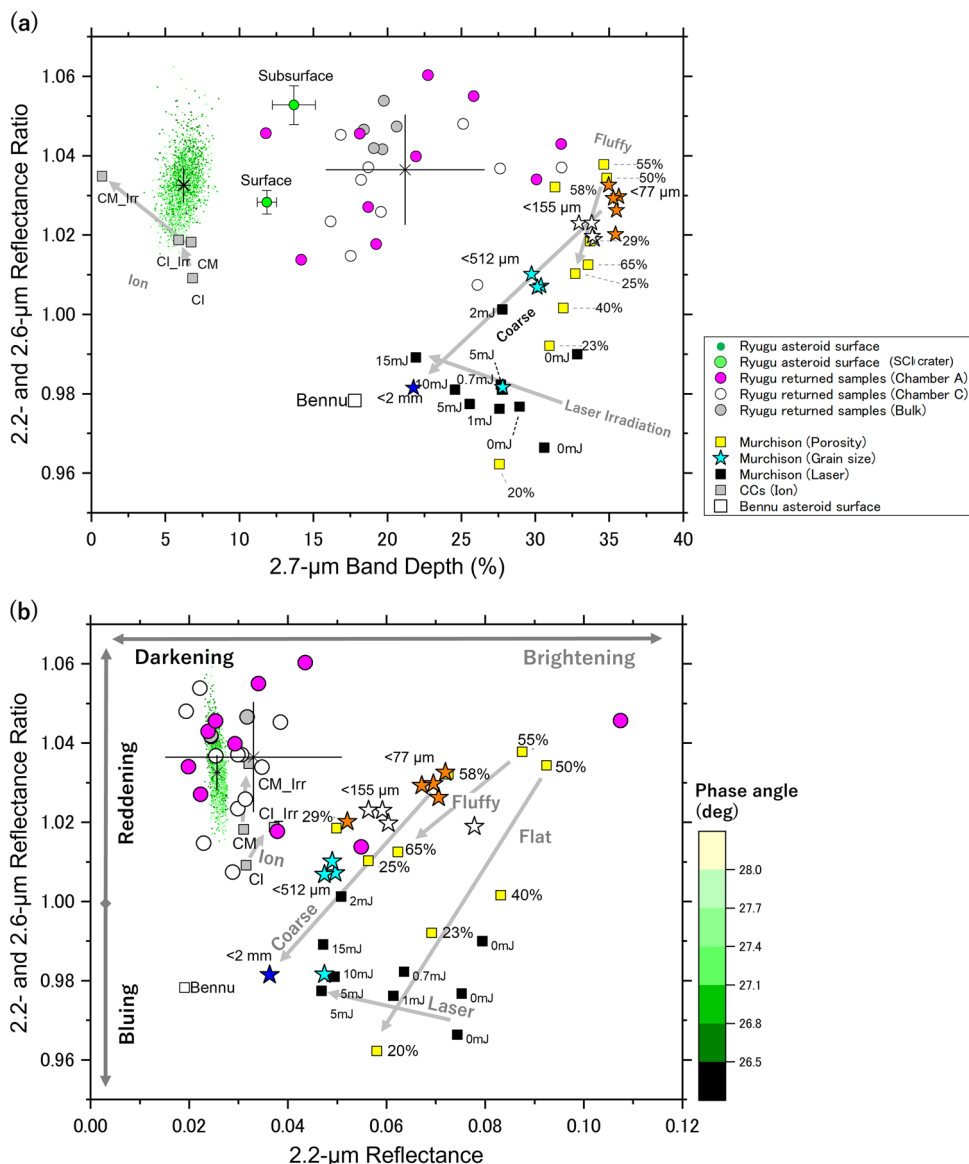 (a)
1.06
1.04
1.02
1.00
0.98
0.96
2.2- and 2.6-µm Reflectance Ratio
0
5
10
15
20
25
30
35
40
2.7-µm Band Depth (%)
Subsurface
Surface
CM_Irr
CI_Irr
CM
CI
Ion
Fluffy
55%
50%
58%
<77 µm
<155 µm
29%
65%
25%
<512 µm
2mJ
Coarse
40%
23%
15mJ
5mJ
0mJ
10mJ
0.7mJ
<2 mm
Bennu
5mJ
1mJ
0mJ
Laser Irradiation
0mJ
20%
Ryugu asteroid surface
Ryugu asteroid surface (SCI crater)
Ryugu returned samples (Chamber A)
Ryugu returned samples (Chamber C)
Ryugu returned samples (Bulk)
Murchison (Porosity)
Murchison (Grain size)
Murchison (Laser)
CCs (Ion)
Bennu asteroid surface
(b)
1.06
1.04
1.02
1.00
0.98
0.96
2.2- and 2.6-µm Reflectance Ratio
Reddening
Bluing
Darkening
Brightening
55%
50%
<77 µm
58%
CM_Irr
<155 µm
Fluffy
CI_Irr
29%
CM
Ion
65%
Flat
CI
25%
<512 µm
2mJ
40%
Coarse
23%
15mJ
0mJ
<2 mm
10mJ
0.7mJ
Bennu
5mJ
1mJ
0mJ
5mJ
Laser
0mJ
20%
0.00
0.02
0.04
0.06
0.08
0.10
0.12
2.2-µm Reflectance
Phase angle
(deg)
28.0
27.7
27.4
27.1
26.8
26.5